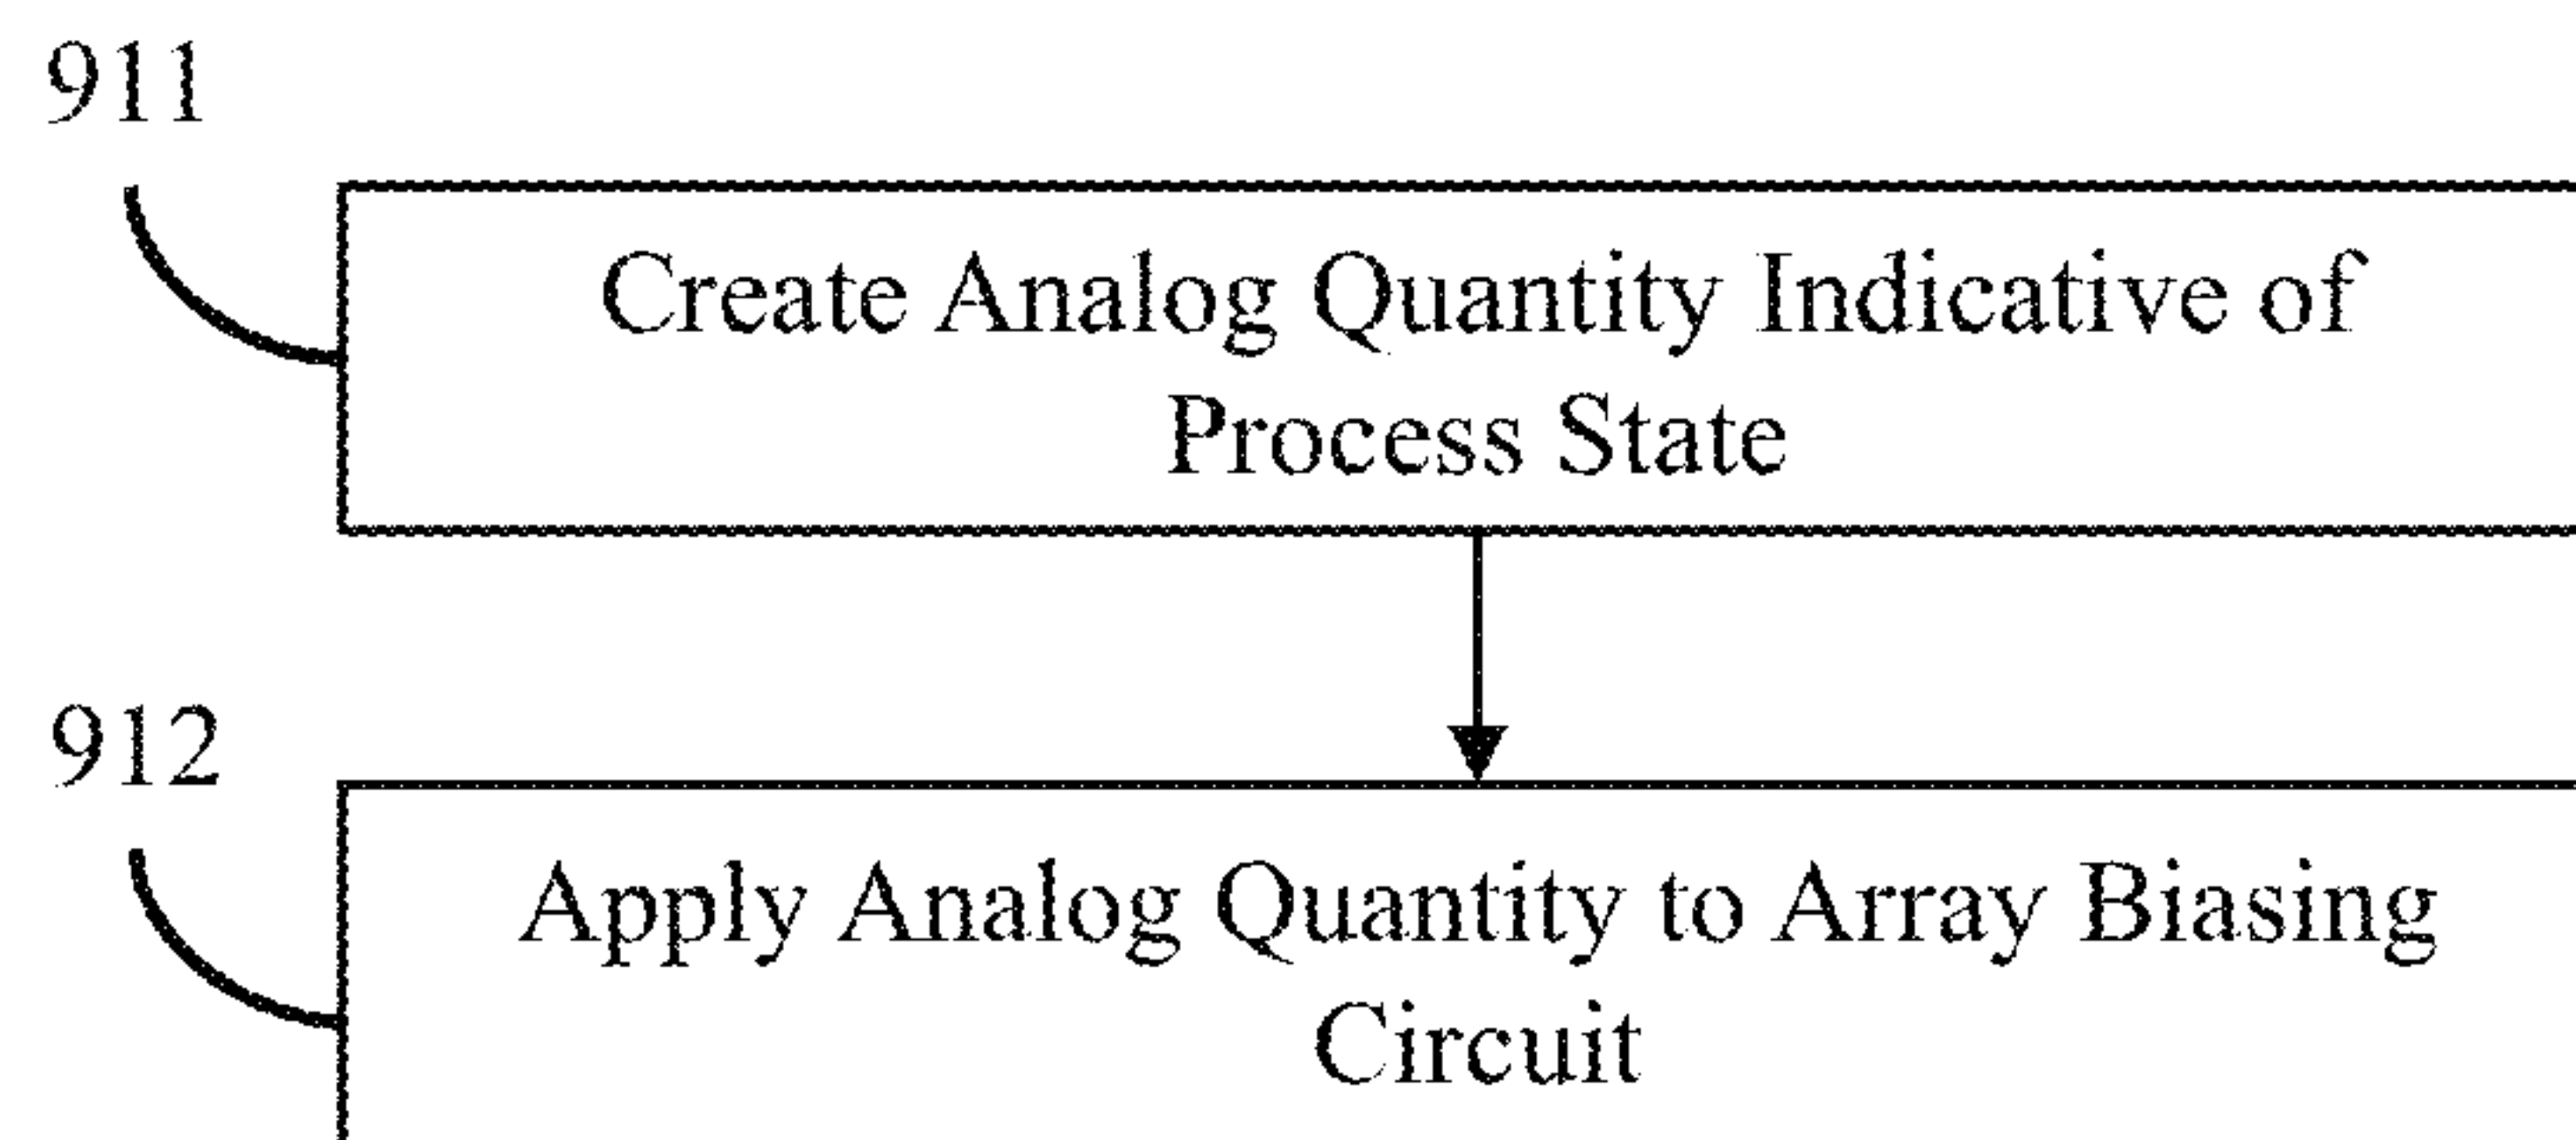 911
Create Analog Quantity Indicative of
Process State
912
Apply Analog Quantity to Array Biasing
Circuit